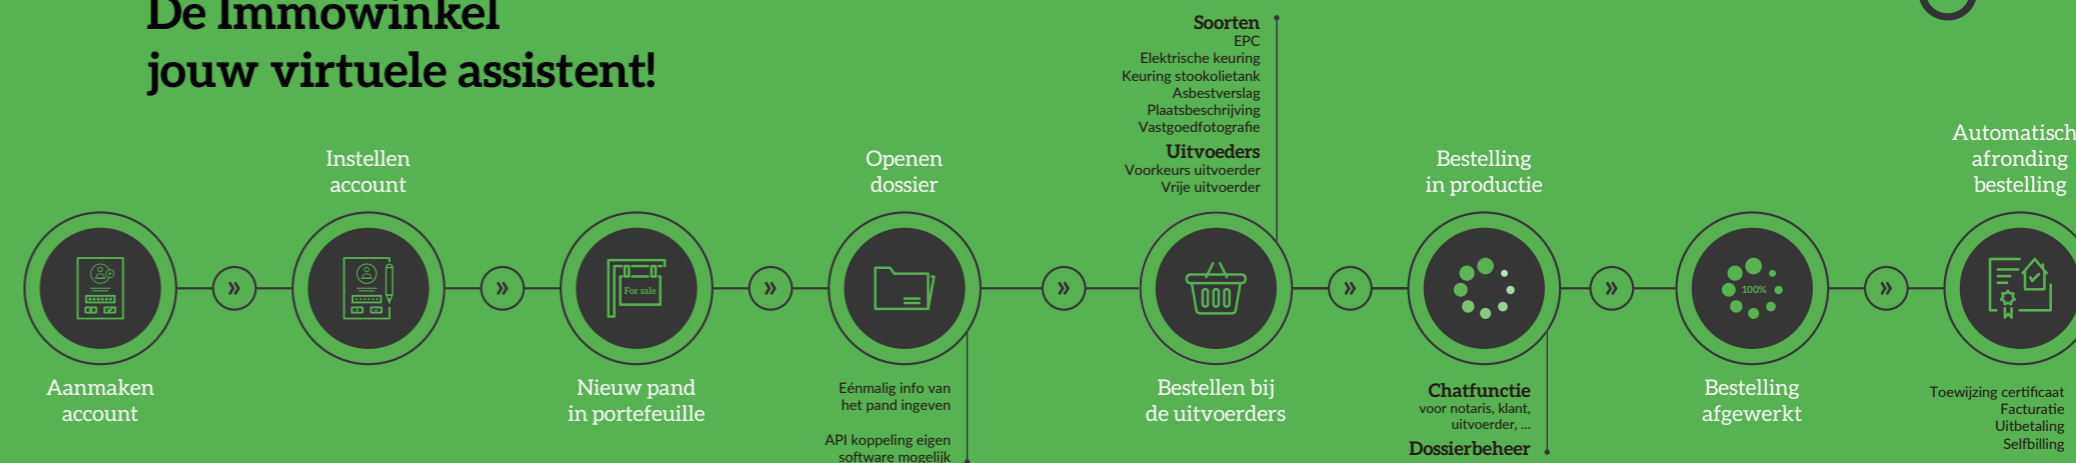 De Immowinkel
jouw virtuele assistent!
Aanmaken
account
Instellen
account
For sale
Nieuw pand
in portefeuille
Openen
dossier
Eénmalig info van
het pand ingeven
API koppeling eigen
software mogelijk
Soorten
EPC
Elektrische keuring
Keuring stookolietank
Asbestverslag
Plaatsbeschrijving
Vastgoedfotografie
Uitvoeders
Voorkeurs uitvoerder
Vrije uitvoerder
Bestellen bij
de uitvoerders
Bestelling
in productie
Chatfunctie
voor notaris, klant,
uitvoerder, ...
Dossierbeheer
100%
Bestelling
afgewerkt
Automatisch
afronding
bestelling
Toewijzing certificaat
Facturatie
Uitbetaling
Selfbilling